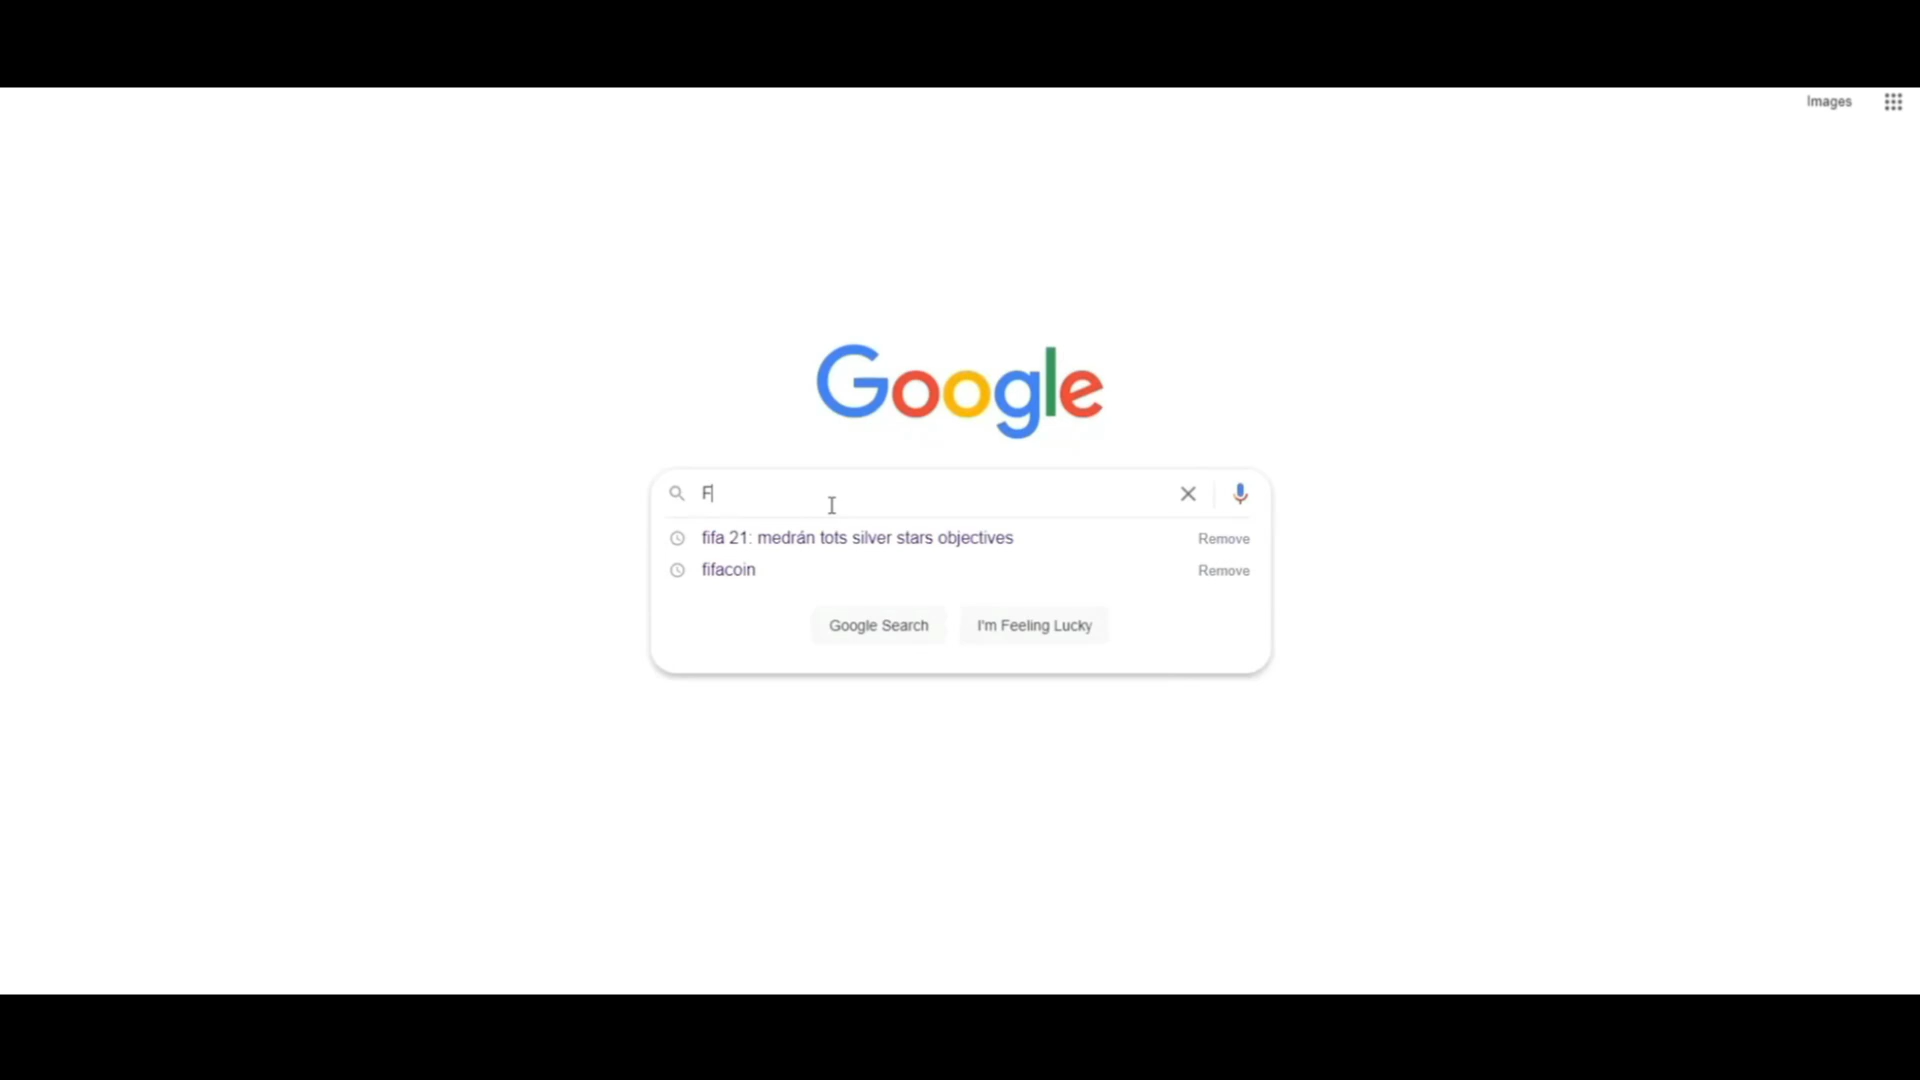 Images
Google
F
fifa 21: medrán tots silver stars objectives
Remove
fifacoin
Remove
Google Search
I'm Feeling Lucky